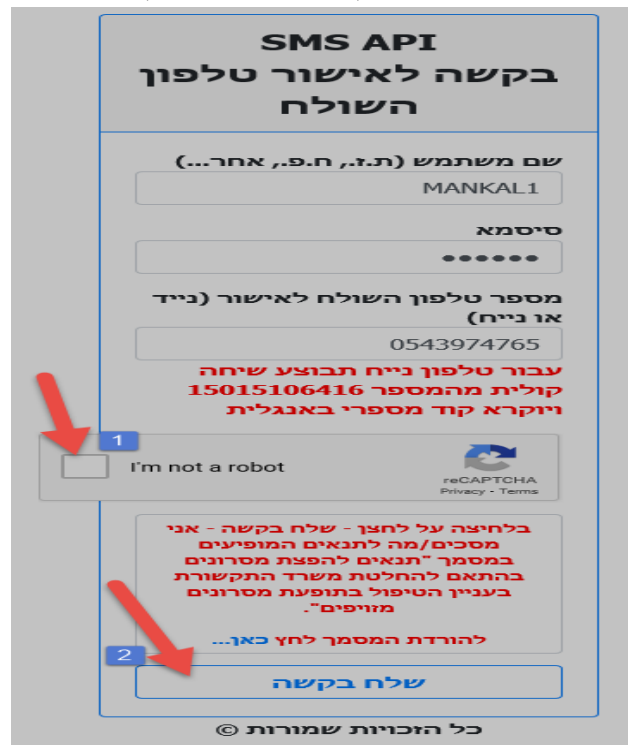 SMS API
בקשה לאישור טלפון
השולח
שם משתמש (ת.ז., ח.פ., אחר...)
MANKAL1
סיסמא
••••••
מספר טלפון השולח לאישור (נייד
או נייח)
0543974765
עבור טלפון נייח תבוצע שיחה
קולית מהמספר 15015106416
ויוקרא קוד מספרי באנגלית
1
I'm not a robot
reCAPTCHA
Privacy - Terms
בלחיצה על לחצן - שלח בקשה - אני
מסכים/מה לתנאים המופיעים
במסמך "תנאים להפצת מסרונים
בהתאם להחלטת משרד התקשורת
בעניין הטיפול בתופעת מסרונים
מזויפים".
להורדת המסמך לחץ כאן...
2
שלח בקשה
כל הזכויות שמורות ©